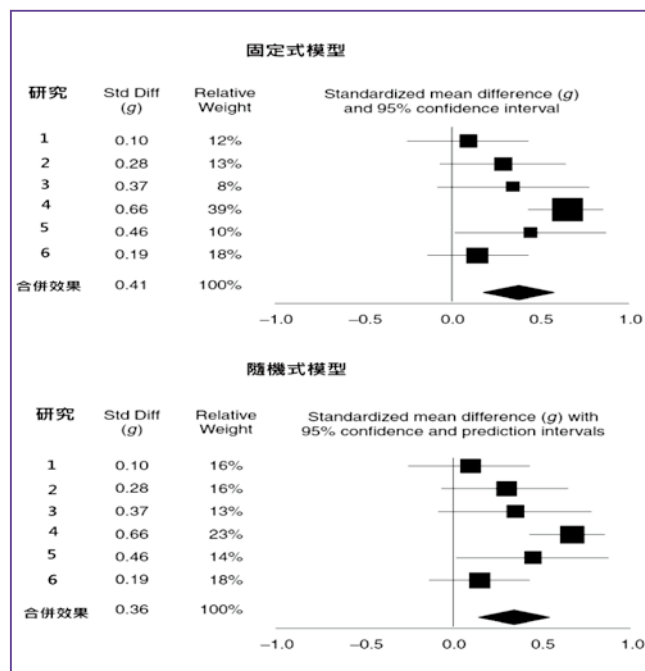 固定式模型
研究 Std Diff (g) Relative Weight Standardized mean difference (g) and 95% confidence interval
1 0.10 12%
2 0.28 13%
3 0.37 8%
4 0.66 39%
5 0.46 10%
6 0.19 18%
合併效果 0.41 100%
−1.0 −0.5 0.0 0.5 1.0
隨機式模型
研究 Std Diff (g) Relative Weight Standardized mean difference (g) with 95% confidence and prediction intervals
1 0.10 16%
2 0.28 16%
3 0.37 13%
4 0.66 23%
5 0.46 14%
6 0.19 18%
合併效果 0.36 100%
−1.0 −0.5 0.0 0.5 1.0